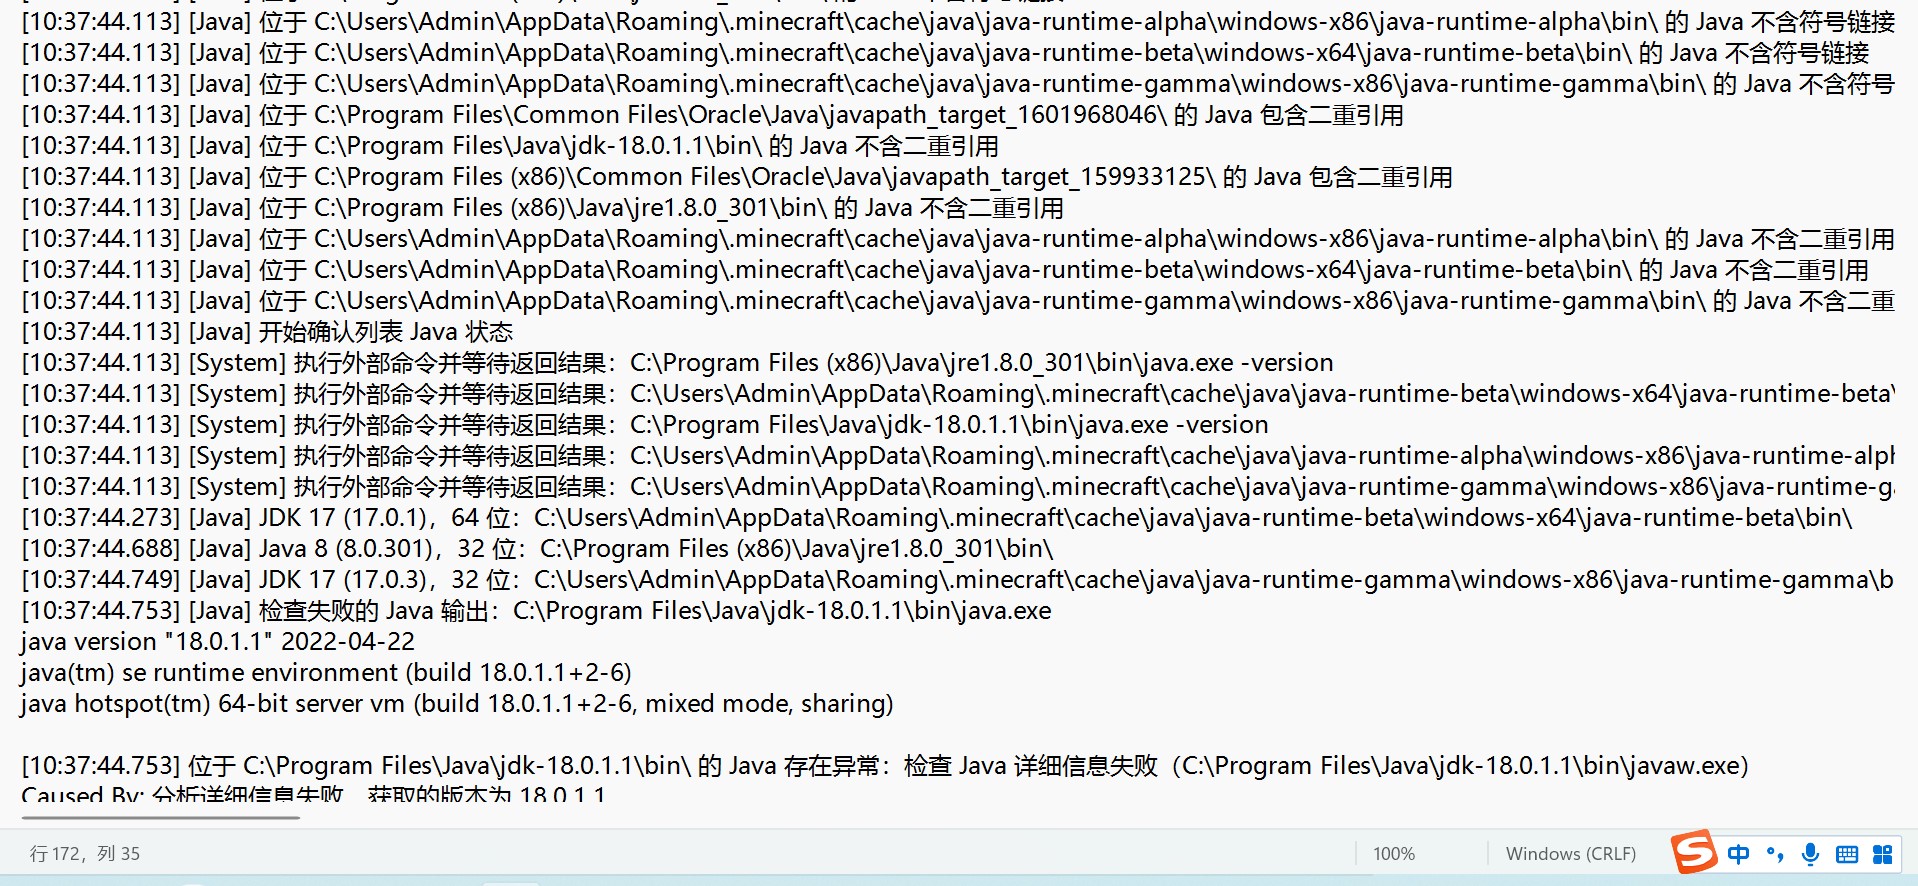 [10:37:44.113] [Java] 位于 C:\Users\Admin\AppData\Roaming\.minecraft\cache\java\java-runtime-alpha\windows-x86\java-runtime-alpha\bin\ 的 Java 不含符号链接
[10:37:44.113] [Java] 位于 C:\Users\Admin\AppData\Roaming\.minecraft\cache\java\java-runtime-beta\windows-x64\java-runtime-beta\bin\ 的 Java 不含符号链接
[10:37:44.113] [Java] 位于 C:\Users\Admin\AppData\Roaming\.minecraft\cache\java\java-runtime-gamma\windows-x86\java-runtime-gamma\bin\ 的 Java 不含符号
[10:37:44.113] [Java] 位于 C:\Program Files\Common Files\Oracle\Java\javapath_target_1601968046\ 的 Java 包含二重引用
[10:37:44.113] [Java] 位于 C:\Program Files\Java\jdk-18.0.1.1\bin\ 的 Java 不含二重引用
[10:37:44.113] [Java] 位于 C:\Program Files (x86)\Common Files\Oracle\Java\javapath_target_159933125\ 的 Java 包含二重引用
[10:37:44.113] [Java] 位于 C:\Program Files (x86)\Java\jre1.8.0_301\bin\ 的 Java 不含二重引用
[10:37:44.113] [Java] 位于 C:\Users\Admin\AppData\Roaming\.minecraft\cache\java\java-runtime-alpha\windows-x86\java-runtime-alpha\bin\ 的 Java 不含二重引用
[10:37:44.113] [Java] 位于 C:\Users\Admin\AppData\Roaming\.minecraft\cache\java\java-runtime-beta\windows-x64\java-runtime-beta\bin\ 的 Java 不含二重引用
[10:37:44.113] [Java] 位于 C:\Users\Admin\AppData\Roaming\.minecraft\cache\java\java-runtime-gamma\windows-x86\java-runtime-gamma\bin\ 的 Java 不含二重
[10:37:44.113] [Java] 开始确认列表 Java 状态
[10:37:44.113] [System] 执行外部命令并等待返回结果：C:\Program Files (x86)\Java\jre1.8.0_301\bin\java.exe -version
[10:37:44.113] [System] 执行外部命令并等待返回结果：C:\Users\Admin\AppData\Roaming\.minecraft\cache\java\java-runtime-beta\windows-x64\java-runtime-beta\
[10:37:44.113] [System] 执行外部命令并等待返回结果：C:\Program Files\Java\jdk-18.0.1.1\bin\java.exe -version
[10:37:44.113] [System] 执行外部命令并等待返回结果：C:\Users\Admin\AppData\Roaming\.minecraft\cache\java\java-runtime-alpha\windows-x86\java-runtime-alph
[10:37:44.113] [System] 执行外部命令并等待返回结果：C:\Users\Admin\AppData\Roaming\.minecraft\cache\java\java-runtime-gamma\windows-x86\java-runtime-g
[10:37:44.273] [Java] JDK 17 (17.0.1)，64 位：C:\Users\Admin\AppData\Roaming\.minecraft\cache\java\java-runtime-beta\windows-x64\java-runtime-beta\bin\
[10:37:44.688] [Java] Java 8 (8.0.301)，32 位：C:\Program Files (x86)\Java\jre1.8.0_301\bin\
[10:37:44.749] [Java] JDK 17 (17.0.3)，32 位：C:\Users\Admin\AppData\Roaming\.minecraft\cache\java\java-runtime-gamma\windows-x86\java-runtime-gamma\b
[10:37:44.753] [Java] 检查失败的 Java 输出：C:\Program Files\Java\jdk-18.0.1.1\bin\java.exe
java version "18.0.1.1" 2022-04-22
java(tm) se runtime environment (build 18.0.1.1+2-6)
java hotspot(tm) 64-bit server vm (build 18.0.1.1+2-6, mixed mode, sharing)
[10:37:44.753] 位于 C:\Program Files\Java\jdk-18.0.1.1\bin\ 的 Java 存在异常：检查 Java 详细信息失败（C:\Program Files\Java\jdk-18.0.1.1\bin\javaw.exe）
Caused By: 分析详细信息失败，获取的版本为 18.0.1.1
行 172，列 35
100%
Windows (CRLF)
S 中